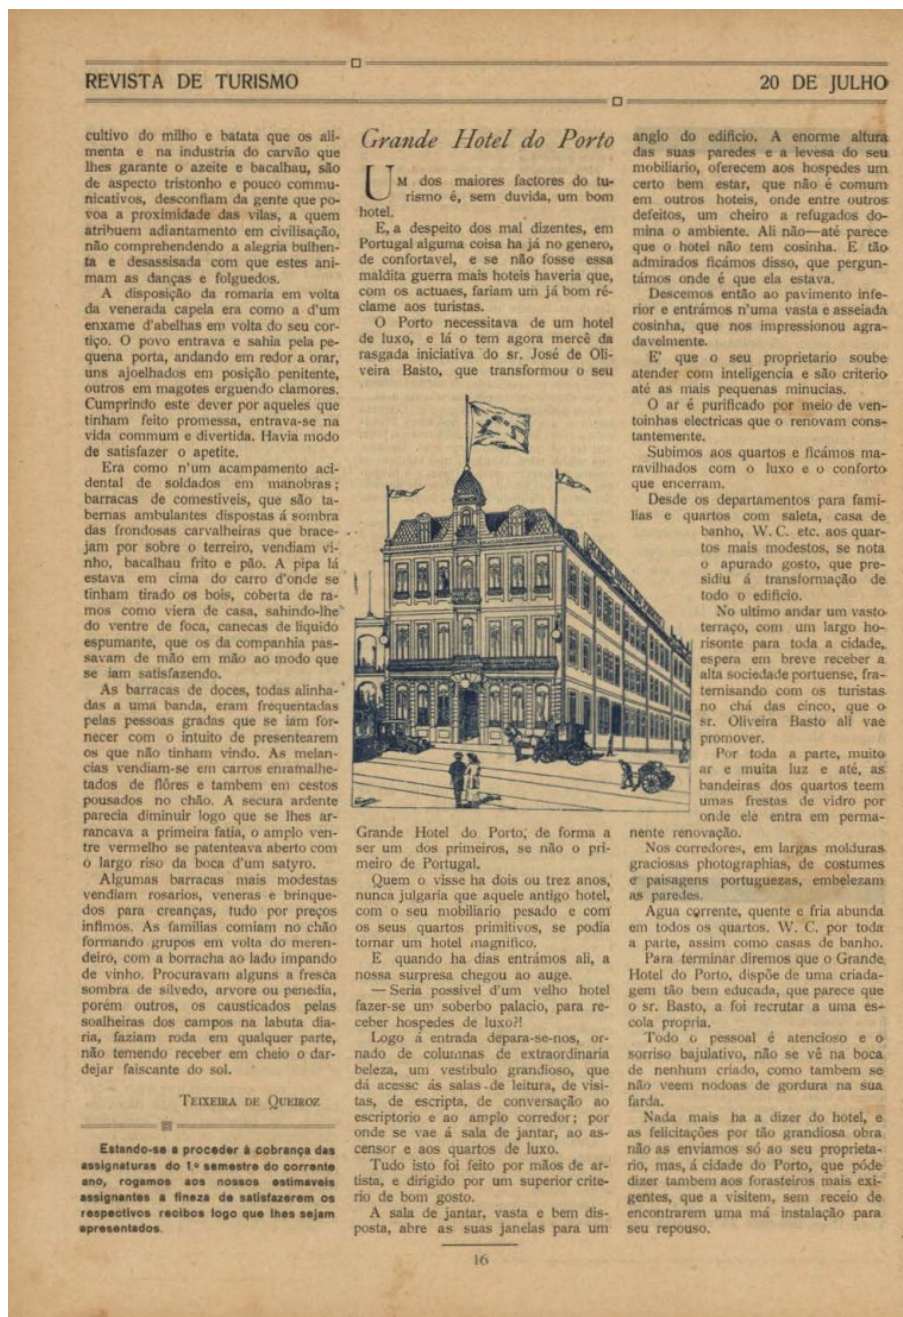 REVISTA DE TURISMO
20 DE JULHO
cultivo do milho e batata que os ali-
menta e na industria do carvão que
lhes garante o azeite e bacalhau, são
de aspecto tristonho e pouco commu-
nicativos, desconfiam da gente que po-
voa a proximidade das vilas, a quem
atribuem adiantamento em civilisação,
não comprehendendo a alegria bulhen-
ta e desassisada com que estes ani-
mam as danças e folguedos.
A disposição da romaria em volta
da venerada capela era como a d'um
enxame d'abelhas em volta do seu cor-
tiço. O povo entrava e sahia pela pe-
quena porta, andando em redor a orar,
uns ajoelhados em posição penitente,
outros em magotes erguendo clamores.
Cumprindo este dever por aqueles que
tinham feito promessa, entrava-se na
vida commum e divertida. Havia modo
de satisfazer o apetite.
Era como n'um acampamento aci-
dental de soldados em manobras;
barracas de comestiveis, que são ta-
bernas ambulantes dispostas á sombra
das frondosas carvalheiras que brace-
jam por sobre o terreiro, vendiam vi-
nho, bacalhau frito e pão. A pipa lá
estava em cima do carro d'onde se
tinham tirado os bois, coberta de ra-
mos como viera de casa, sahindo-lhe
do ventre de foca, canecas de liquido
espumante, que os da companhia pas-
savam de mão em mão ao modo que
se iam satisfazendo.
As barracas de doces, todas alinha-
das a uma banda, eram frequentadas
pelas pessoas gradas que se iam for-
necer com o intuito de presentearem
os que não tinham vindo. As melan-
cias vendiam-se em carros enramalhe-
tados de flôres e tambem em cestos
pousados no chão. A secura ardente
parecia diminuir logo que se lhes ar-
rancava a primeira fatia, o amplo ven-
tre vermelho se patenteava aberto com
o largo riso da boca d'um satyro.
Algumas barracas mais modestas
vendiam rosarios, veneras e brinque-
dos para creanças, tudo por preços
infimos. As familias comiam no chão
formando grupos em volta do meren-
deiro, com a borracha ao lado impando
de vinho. Procuravam alguns a fresca
sombra de silvedo, arvore ou penedia,
porém outros, os causticados pelas
soalheiras dos campos na labuta dia-
ria, faziam roda em qualquer parte,
não temendo receber em cheio o dar-
dejar faiscante do sol.
TEIXEIRA DE QUEIROZ
Estando-se a proceder à cobrança das
assignaturas do 1.º semestre do corrente
ano, rogamos aos nossos estimaveis
assignantes a fineza de satisfazerem os
respectivos recibos logo que lhes sejam
apresentados.
Grande Hotel do Porto
UM dos maiores factores do tu-
rismo é, sem duvida, um bom
hotel.
E, a despeito dos mal dizentes, em
Portugal alguma coisa ha já no genero,
de confortavel, e se não fosse essa
maldita guerra mais hoteis haveria que,
com os actuaes, fariam um já bom ré-
clame aos turistas.
O Porto necessitava de um hotel
de luxo, e lá o tem agora mercê da
rasgada iniciativa do sr. José de Oli-
veira Basto, que transformou o seu
Grande Hotel do Porto, de forma a
ser um dos primeiros, se não o pri-
meiro de Portugal.
Quem o visse ha dois ou trez anos,
nunca julgaria que aquele antigo hotel,
com o seu mobiliario pesado e com
os seus quartos primitivos, se podia
tornar um hotel magnifico.
E quando ha dias entrámos ali, a
nossa surpresa chegou ao auge.
— Seria possivel d'um velho hotel
fazer-se um soberbo palacio, para re-
ceber hospedes de luxo?!
Logo á entrada depara-se-nos, or-
nado de columnas de extraordinaria
beleza, um vestibulo grandioso, que
dá acesso ás salas de leitura, de visi-
tas, de escripta, de conversação ao
escriptorio e ao amplo corredor; por
onde se vae á sala de jantar, ao as-
censor e aos quartos de luxo.
Tudo isto foi feito por mãos de ar-
tista, e dirigido por um superior crite-
rio de bom gosto.
A sala de jantar, vasta e bem dis-
posta, abre as suas janelas para um
anglo do edificio. A enorme altura
das suas paredes e a levesa do seu
mobiliario, oferecem aos hospedes um
certo bem estar, que não é comum
em outros hoteis, onde entre outros
defeitos, um cheiro a refugados do-
mina o ambiente. Ali não—até parece
que o hotel não tem cosinha. E tão
admirados ficámos disso, que pergun-
támos onde é que ela estava.
Descemos então ao pavimento infe-
rior e entrámos n'uma vasta e asseiada
cosinha, que nos impressionou agra-
davelmente.
E' que o seu proprietario soube
atender com inteligencia e são criterio
até as mais pequenas minucias.
O ar é purificado por meio de ven-
toinhas electricas que o renovam cons-
tantemente.
Subimos aos quartos e ficámos ma-
ravilhados com o luxo e o conforto
que encerram.
Desde os departamentos para fami-
lias e quartos com saleta, casa de
banho, W. C. etc. aos quar-
tos mais modestos, se nota
o apurado gosto, que pre-
sidiu á transformação de
todo o edificio.
No ultimo andar um vasto
terraço, com um largo ho-
risonte para toda a cidade,
espera em breve receber a
alta sociedade portuense, fra-
ternisando com os turistas
no chá das cinco, que o
sr. Oliveira Basto ali vae
promover.
Por toda a parte, muito
ar e muita luz e até, as
bandeiras dos quartos teem
umas frestas de vidro por
onde ele entra em perma-
nente renovação.
Nos corredores, em largas molduras
graciosas photographias, de costumes
e paisagens portuguezas, embelezam
as paredes.
Agua corrente, quente e fria abunda
em todos os quartos. W. C. por toda
a parte, assim como casas de banho.
Para terminar diremos que o Grande
Hotel do Porto, dispõe de uma criada-
gem tão bem educada, que parece que
o sr. Basto, a foi recrutar a uma es-
cola propria.
Todo o pessoal é atencioso e o
sorriso bajulativo, não se vê na boca
de nenhum criado, como tambem se
não veem nodoas de gordura na sua
farda.
Nada mais ha a dizer do hotel, e
as felicitações por tão grandiosa obra
não as enviamos só ao seu proprieta-
rio, mas, á cidade do Porto, que póde
dizer tambem aos forasteiros mais exi-
gentes, que a visitem, sem receio de
encontrarem uma má instalação para
seu repouso.
16